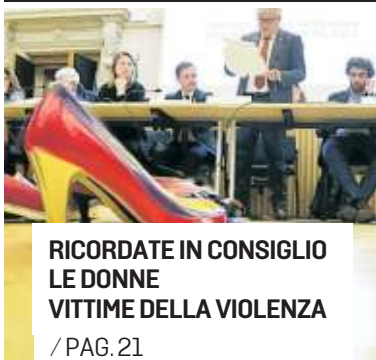 RICORDATE IN CONSIGLIO
LE DONNE
VITTIME DELLA VIOLENZA
/ PAG. 21